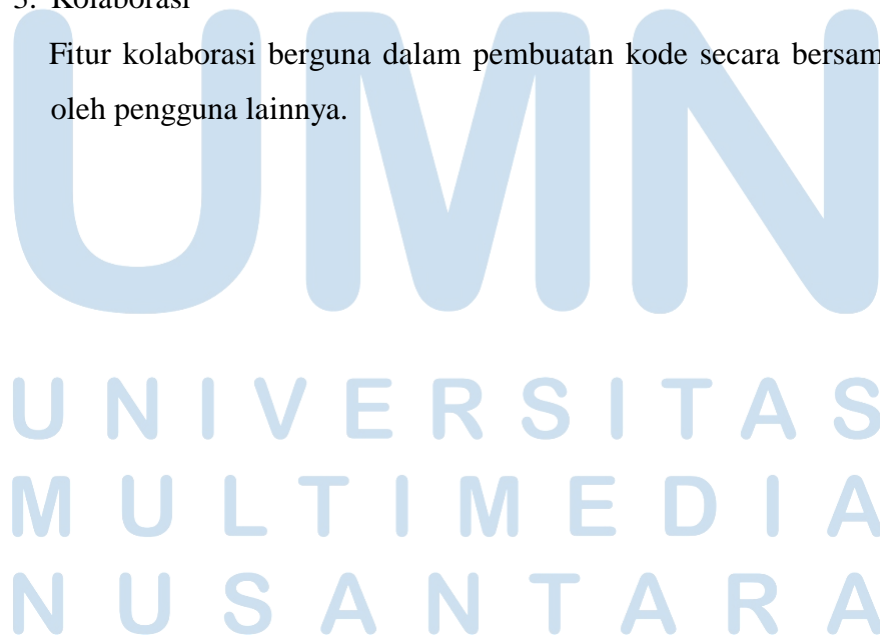 Kolaborasi
Fitur kolaborasi berguna dalam pembuatan kode secara bersam
oleh pengguna lainnya.
UMN
UNIVERSITAS
MULTIMEDIA
NUSANTARA